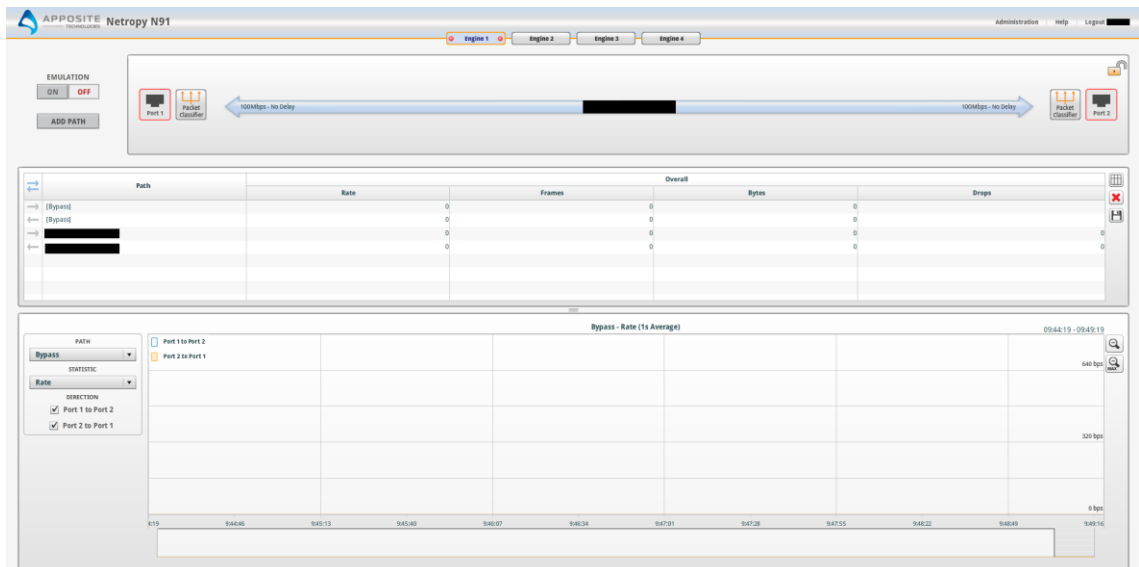 APPOSITE
TECHNOLOGIES
Netropy N91
Administration Help Logout
Engine 1 Engine 2 Engine 3 Engine 4
EMULATION
ON OFF
ADD PATH
Port 1
Packet Classifier
100Mbps - No Delay
100Mbps - No Delay
Packet Classifier
Port 2
Path
Overall
Rate Frames Bytes Drops
[Bypass] 0 0 0
[Bypass] 0 0 0
0 0 0 0
0 0 0 0
Bypass - Rate (1s Average)
09:44:19 - 09:49:19
PATH
Bypass
STATISTIC
Rate
DIRECTION
Port 1 to Port 2
Port 2 to Port 1
Port 1 to Port 2
Port 2 to Port 1
MAX
640 bps
320 bps
0 bps
4:19 9:44:46 9:45:13 9:45:40 9:46:07 9:46:34 9:47:01 9:47:28 9:47:55 9:48:22 9:48:49 9:49:16